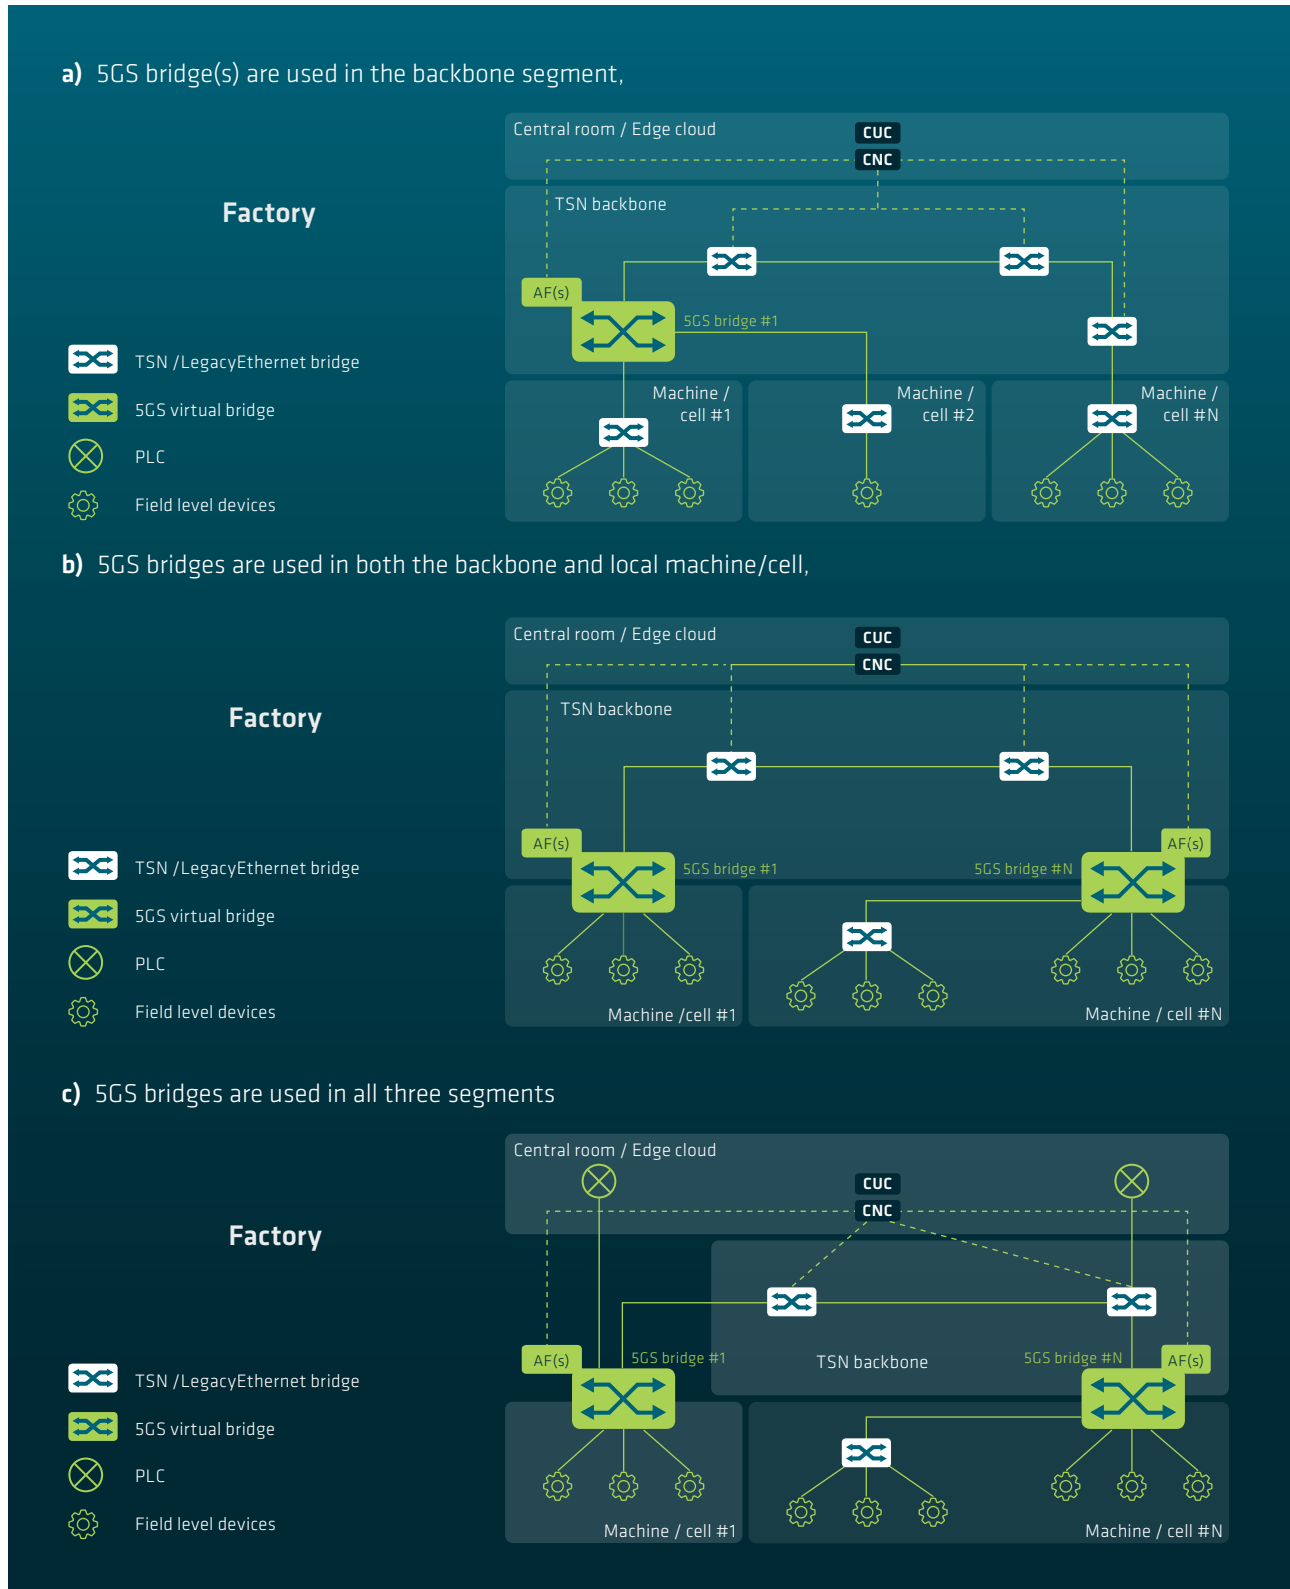 a) 5GS bridge(s) are used in the backbone segment,
Central room / Edge cloud
CUC
CNC
Factory
TSN backbone
AF(s)
5GS bridge #1
TSN /LegacyEthernet bridge
5GS virtual bridge
PLC
Field level devices
Machine /
cell #1
Machine /
cell #2
Machine /
cell #N
b) 5GS bridges are used in both the backbone and local machine/cell,
Central room / Edge cloud
CUC
CNC
Factory
TSN backbone
AF(s)
5GS bridge #1
5GS bridge #N
AF(s)
TSN /LegacyEthernet bridge
5GS virtual bridge
PLC
Field level devices
Machine /cell #1
Machine / cell #N
c) 5GS bridges are used in all three segments
Central room / Edge cloud
CUC
CNC
Factory
AF(s)
5GS bridge #1
TSN backbone
5GS bridge #N
AF(s)
TSN /LegacyEthernet bridge
5GS virtual bridge
PLC
Field level devices
Machine / cell #1
Machine / cell #N